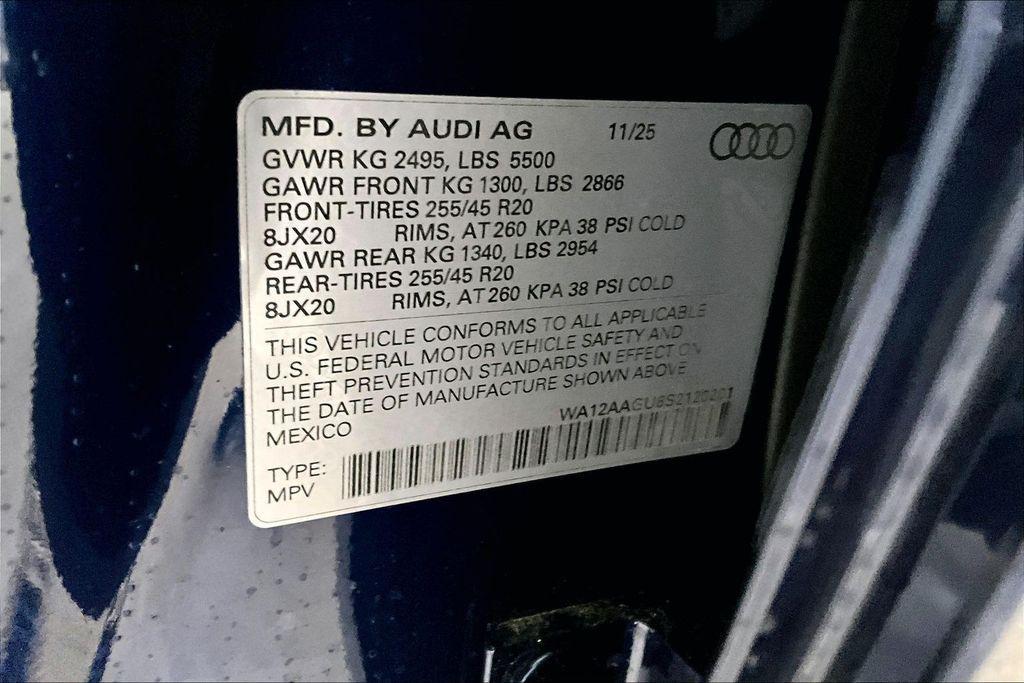 MFD. BY AUDI AG 11/25
GVWR KG 2495, LBS 5500
GAWR FRONT KG 1300, LBS 2866
FRONT-TIRES 255/45 R20
8JX20 RIMS, AT 260 KPA 38 PSI COLD
GAWR REAR KG 1340, LBS 2954
REAR-TIRES 255/45 R20
8JX20 RIMS, AT 260 KPA 38 PSI COLD
THIS VEHICLE CONFORMS TO ALL APPLICABLE
U.S. FEDERAL MOTOR VEHICLE SAFETY AND
THEFT PREVENTION STANDARDS IN EFFECT ON
THE DATE OF MANUFACTURE SHOWN ABOVE
MEXICO
TYPE:
MPV